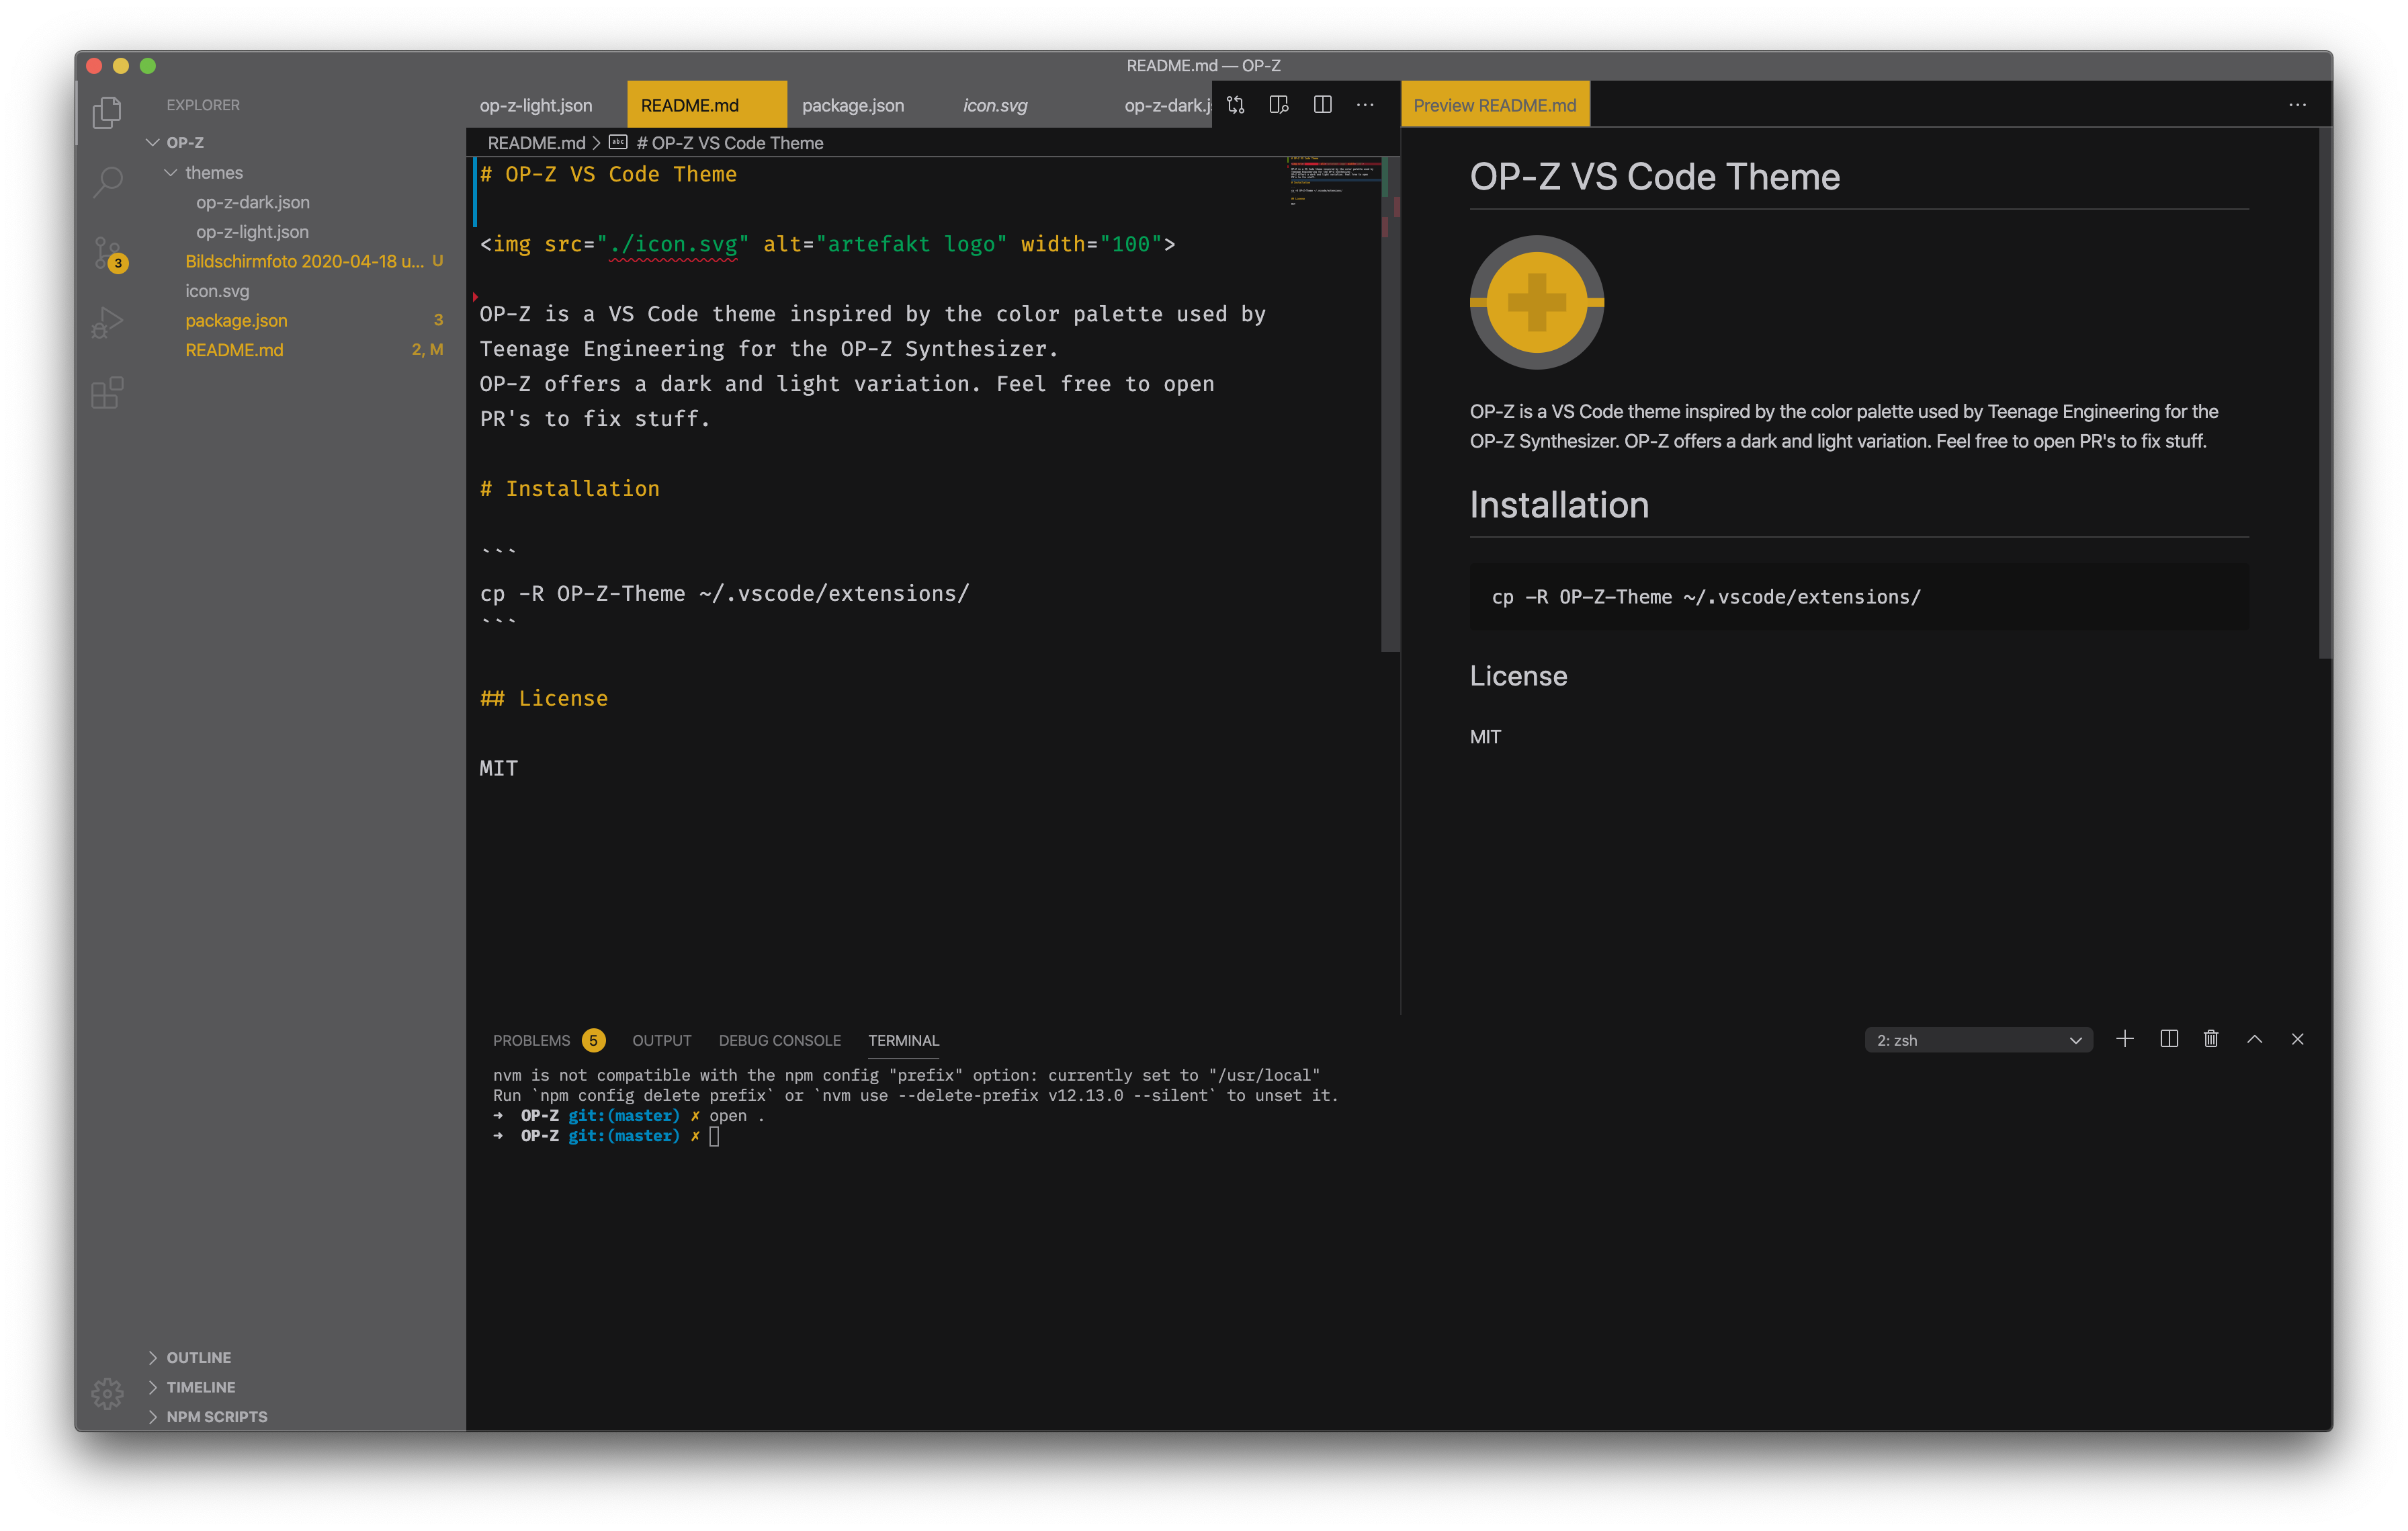 README.md — OP-Z
EXPLORER
OP-Z
themes
op-z-dark.json
op-z-light.json
Bildschirmfoto 2020-04-18 u... U
icon.svg
package.json 3
README.md 2, M
3
OUTLINE
TIMELINE
NPM SCRIPTS
op-z-light.json README.md package.json icon.svg op-z-dark.j
README.md > abc # OP-Z VS Code Theme
# OP-Z VS Code Theme
<img src="./icon.svg" alt="artefakt logo" width="100">
OP-Z is a VS Code theme inspired by the color palette used by
Teenage Engineering for the OP-Z Synthesizer.
OP-Z offers a dark and light variation. Feel free to open
PR's to fix stuff.
# Installation
```
cp -R OP-Z-Theme ~/.vscode/extensions/
```
## License
MIT
Preview README.md
OP-Z VS Code Theme
OP-Z is a VS Code theme inspired by the color palette used by Teenage Engineering for the
OP-Z Synthesizer. OP-Z offers a dark and light variation. Feel free to open PR's to fix stuff.
Installation
cp -R OP-Z-Theme ~/.vscode/extensions/
License
MIT
PROBLEMS 5 OUTPUT DEBUG CONSOLE TERMINAL 2: zsh
nvm is not compatible with the npm config "prefix" option: currently set to "/usr/local"
Run `npm config delete prefix` or `nvm use --delete-prefix v12.13.0 --silent` to unset it.
→ OP-Z git:(master) ✗ open .
→ OP-Z git:(master) ✗